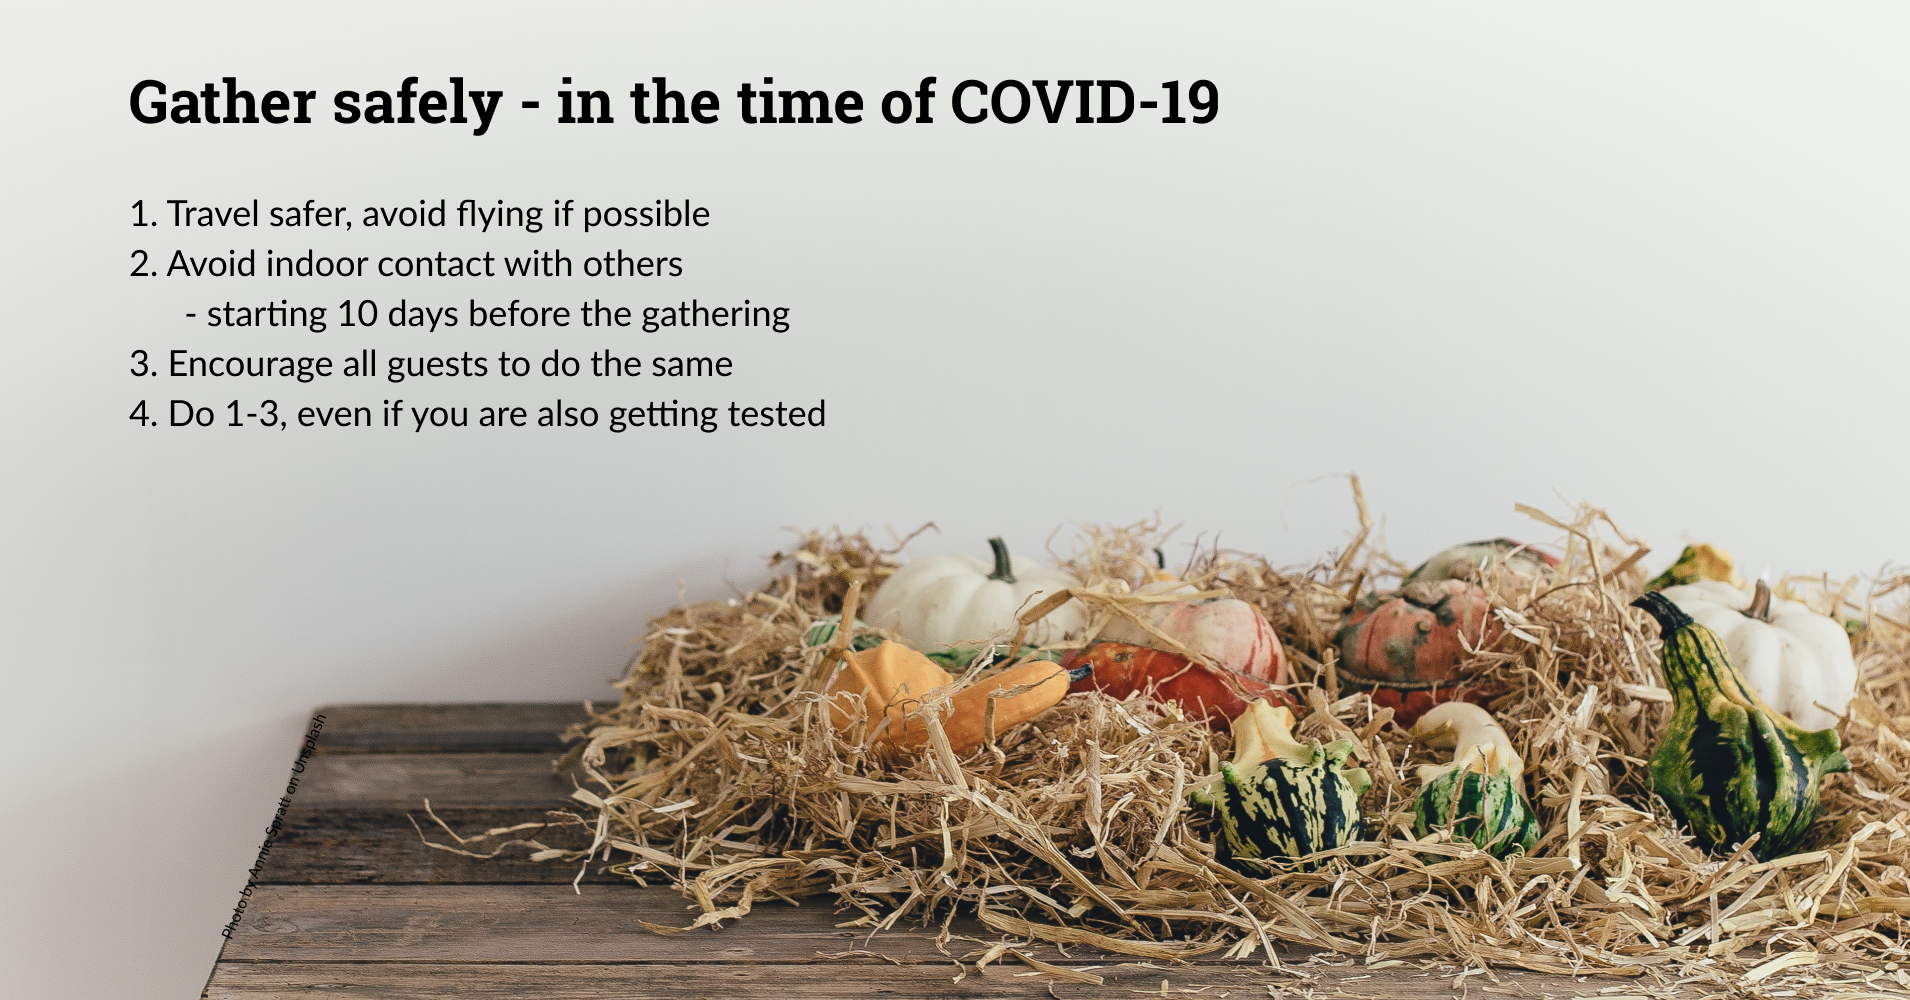 Gather safely - in the time of COVID-19
1. Travel safer, avoid flying if possible
2. Avoid indoor contact with others
- starting 10 days before the gathering
3. Encourage all guests to do the same
4. Do 1-3, even if you are also getting tested
Photo by Annie Spratt on Unsplash